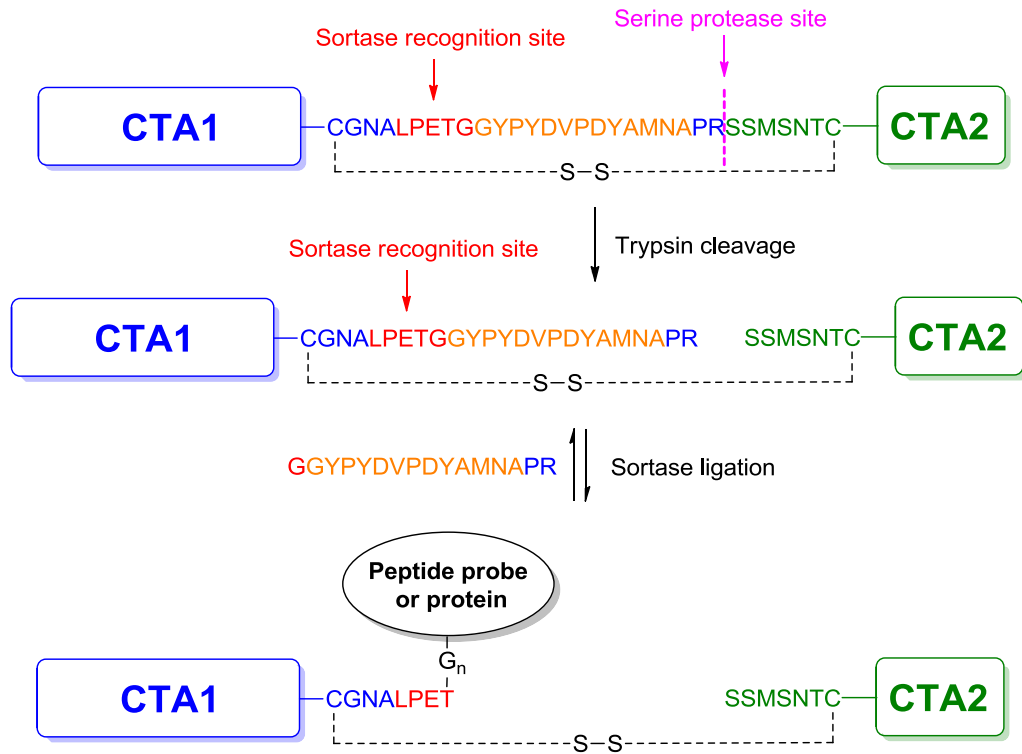 Serine protease site
Sortase recognition site
CTA1
CGNALPETGGYPYDVPDYAMNAPRSSMSNTC
CTA2
S-S
Trypsin cleavage
Sortase recognition site
CTA1
CGNALPETGGYPYDVPDYAMNAPR
SSMSNTC
CTA2
S-S
GGYPYDVPDYAMNAPR
Sortase ligation
Peptide probe
or protein
Gn
CTA1
CGNALPET
SSMSNTC
CTA2
S-S